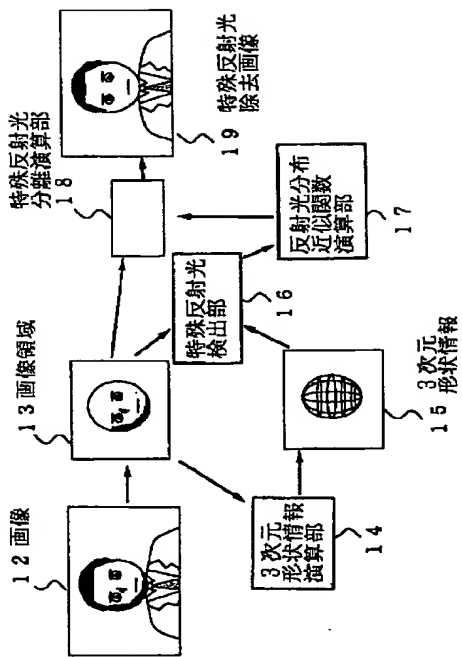 12 画像
13 画像領域
3次元
形状情報
演算部
14
3次元
形状情報
15
特殊反射光
検出部
16
反射光分布
近似関数
演算部
17
特殊反射光
分離演算部
18
特殊反射光
除去画像
19